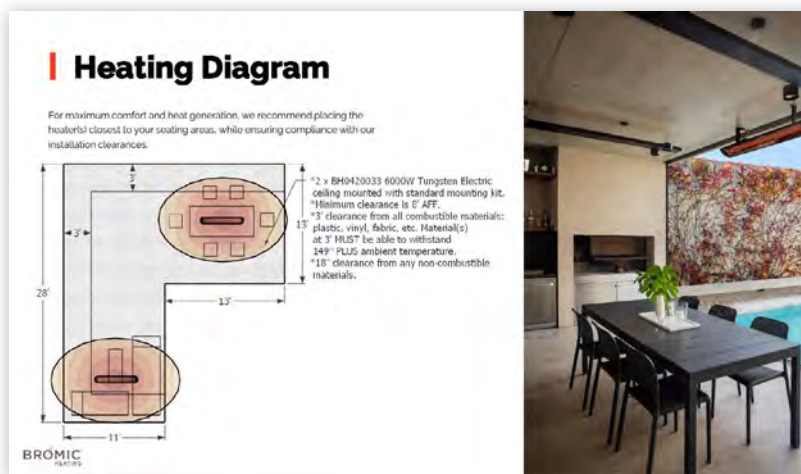 Heating Diagram
For maximum comfort and heat generation, we recommend placing the
heater(s) closest to your seating areas, while ensuring compliance with our
installation clearances.
3'
*2 x BH0420033 6000W Tungsten Electric
ceiling mounted with standard mounting kit.
*Minimum clearance is 8' AFF.
*3' clearance from all combustible materials:
plastic, vinyl, fabric, etc. Material(s)
at 3' MUST be able to withstand
149° PLUS ambient temperature.
*18" clearance from any non-combustible
materials.
3'
13'
28'
13'
11'
BROMIC
HEATING